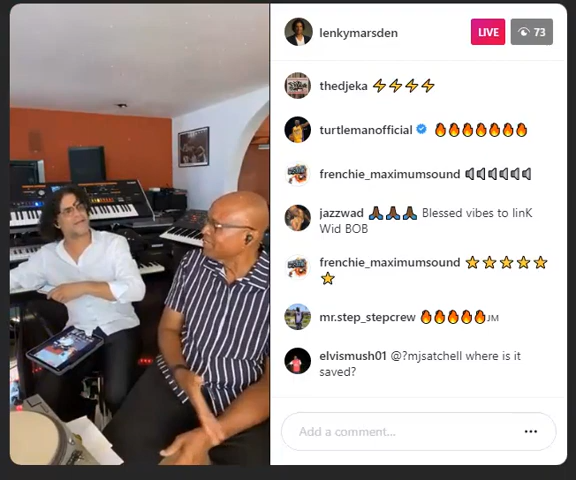 lenkymarsden LIVE 73
thedjeka ⚡⚡⚡⚡
turtlemanofficial 🔥🔥🔥🔥🔥🔥🔥
frenchie_maximumsound 🔈🔈🔈🔈🔈🔈
jazzwad 🙏🏾🙏🏾🙏🏾 Blessed vibes to linK
Wid BOB
frenchie_maximumsound ⭐⭐⭐⭐⭐
⭐
mr.step_stepcrew 🔥🔥🔥🔥🔥JM
elvismush01 @?mjsatchell where is it
saved?
Add a comment... •••